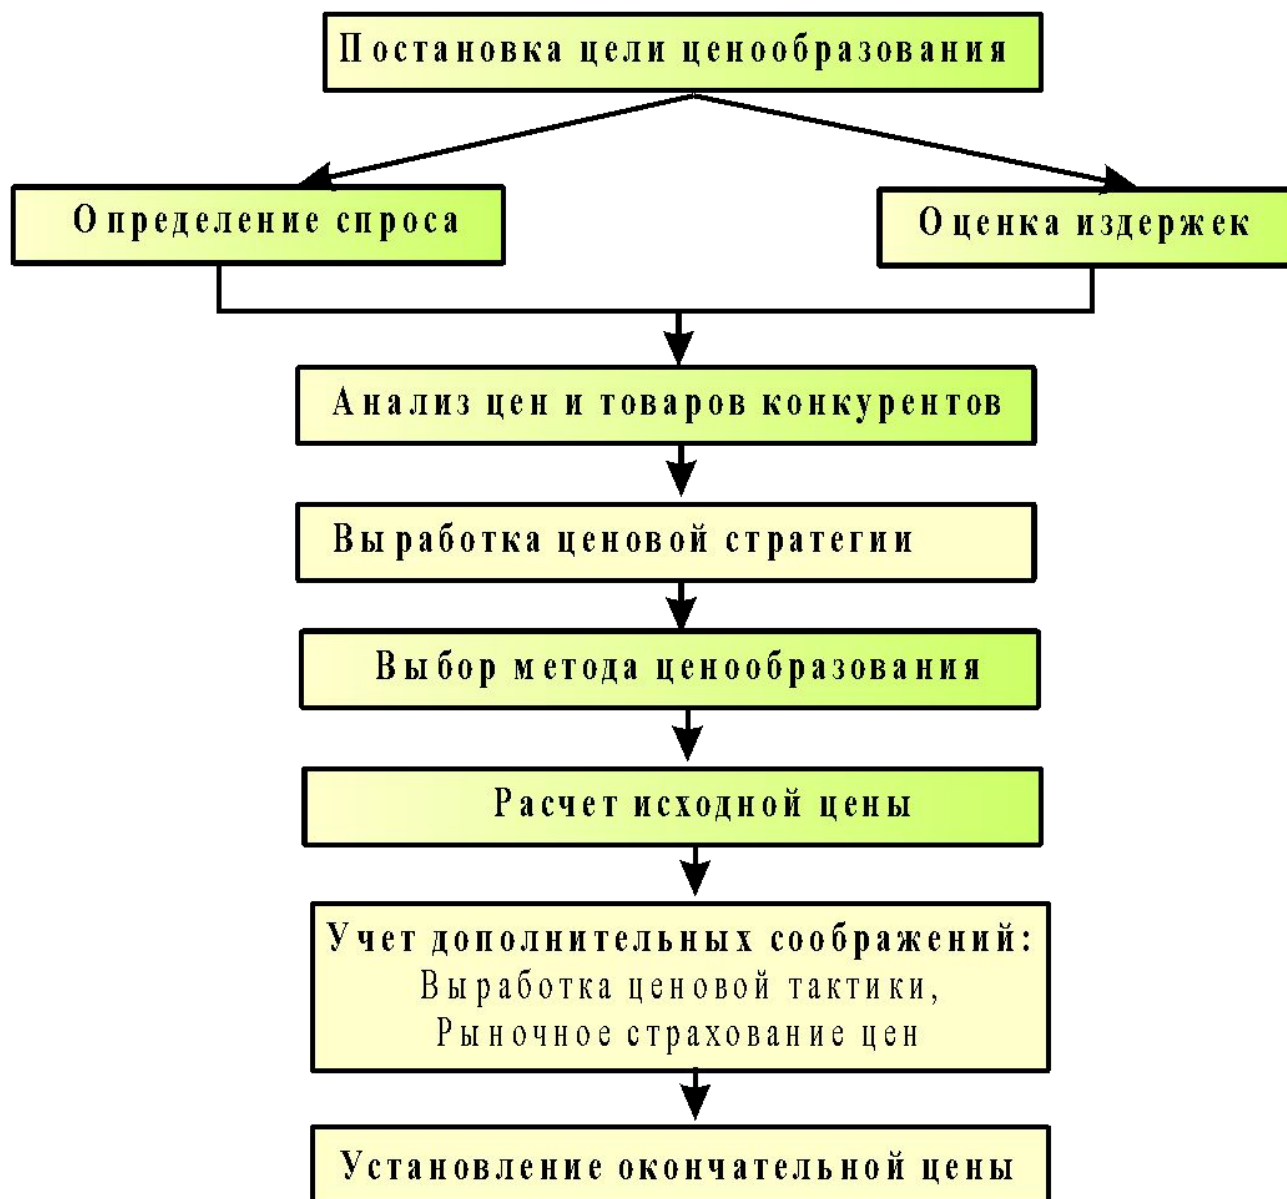 Постановка цели ценообразования
Определение спроса
Оценка издержек
Анализ цен и товаров конкурентов
Выработка ценовой стратегии
Выбор метода ценообразования
Расчет исходной цены
Учет дополнительных соображений:
Выработка ценовой тактики,
Рыночное страхование цен
Установление окончательной цены